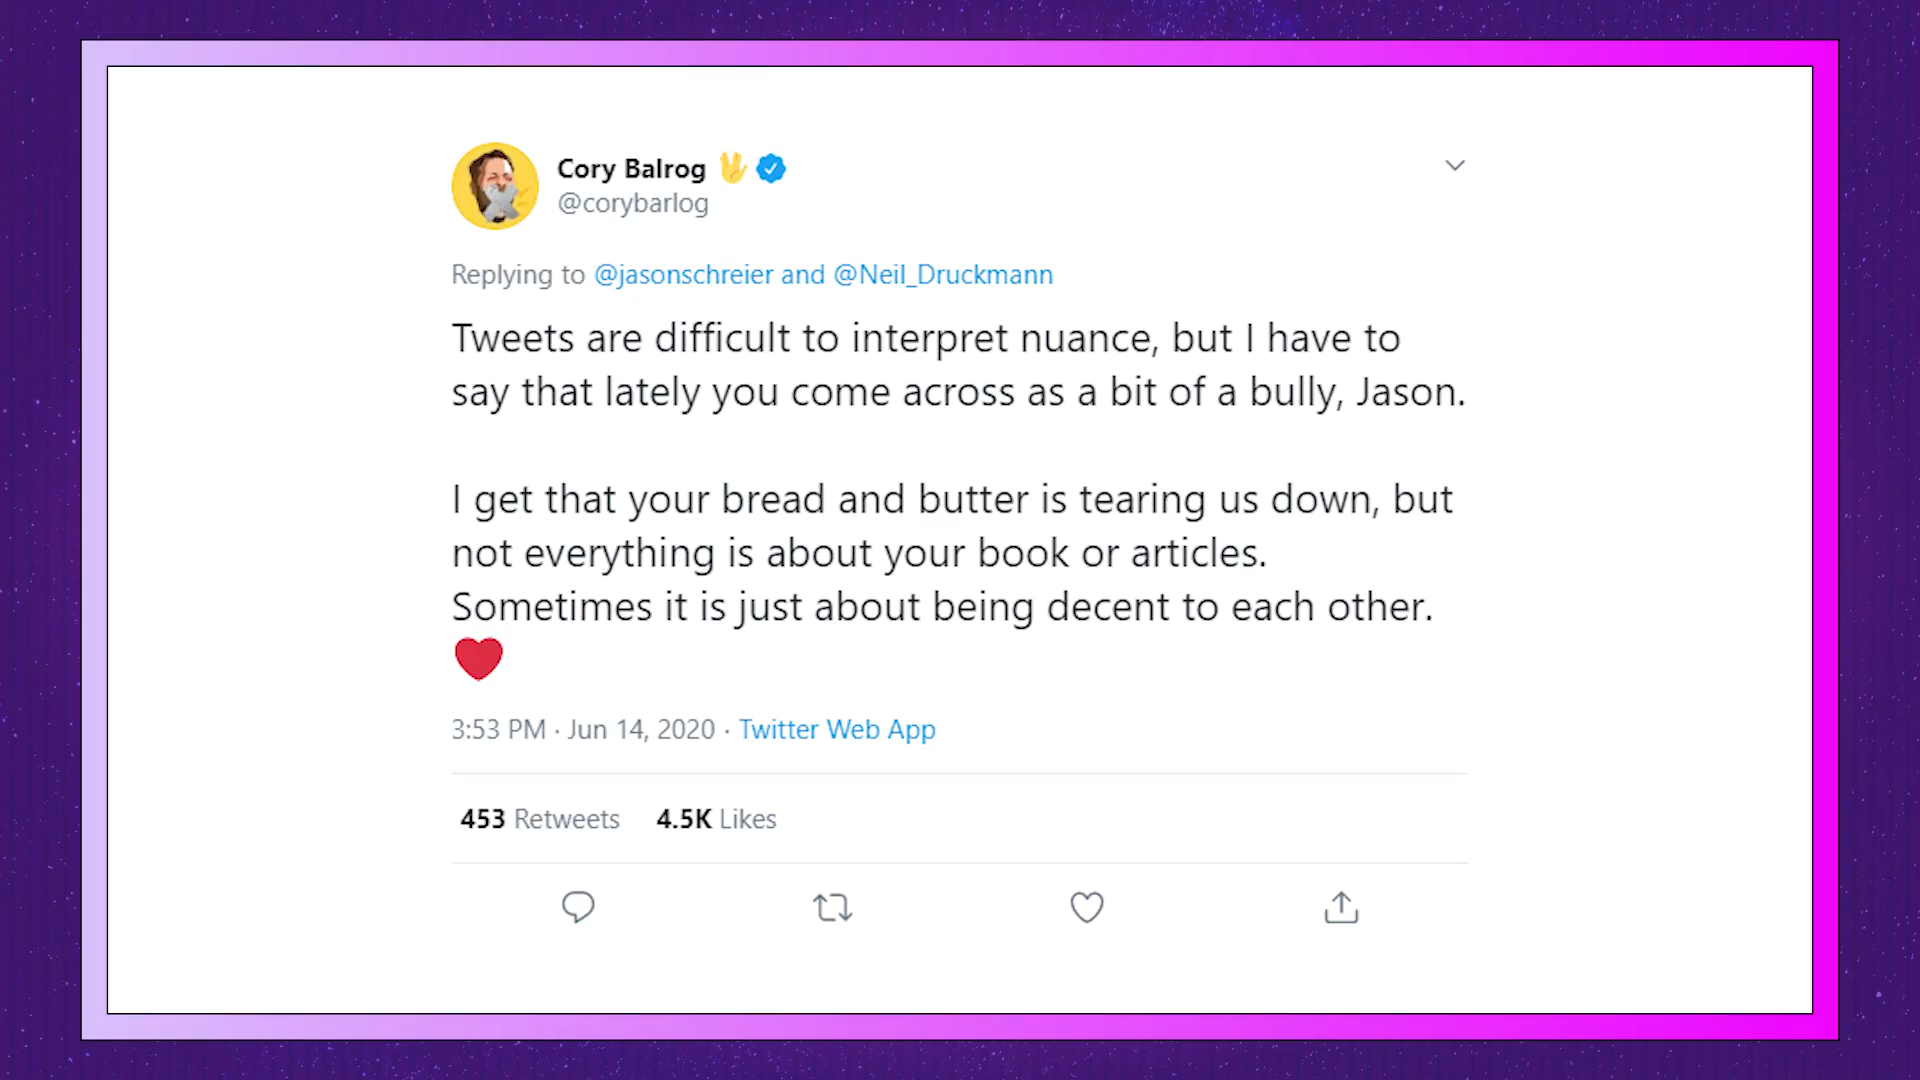 Cory Balrog 🖖
@corybarlog
Replying to @jasonschreier and @Neil_Druckmann
Tweets are difficult to interpret nuance, but I have to
say that lately you come across as a bit of a bully, Jason.
I get that your bread and butter is tearing us down, but
not everything is about your book or articles.
Sometimes it is just about being decent to each other.
❤️
3:53 PM · Jun 14, 2020 · Twitter Web App
453 Retweets 4.5K Likes